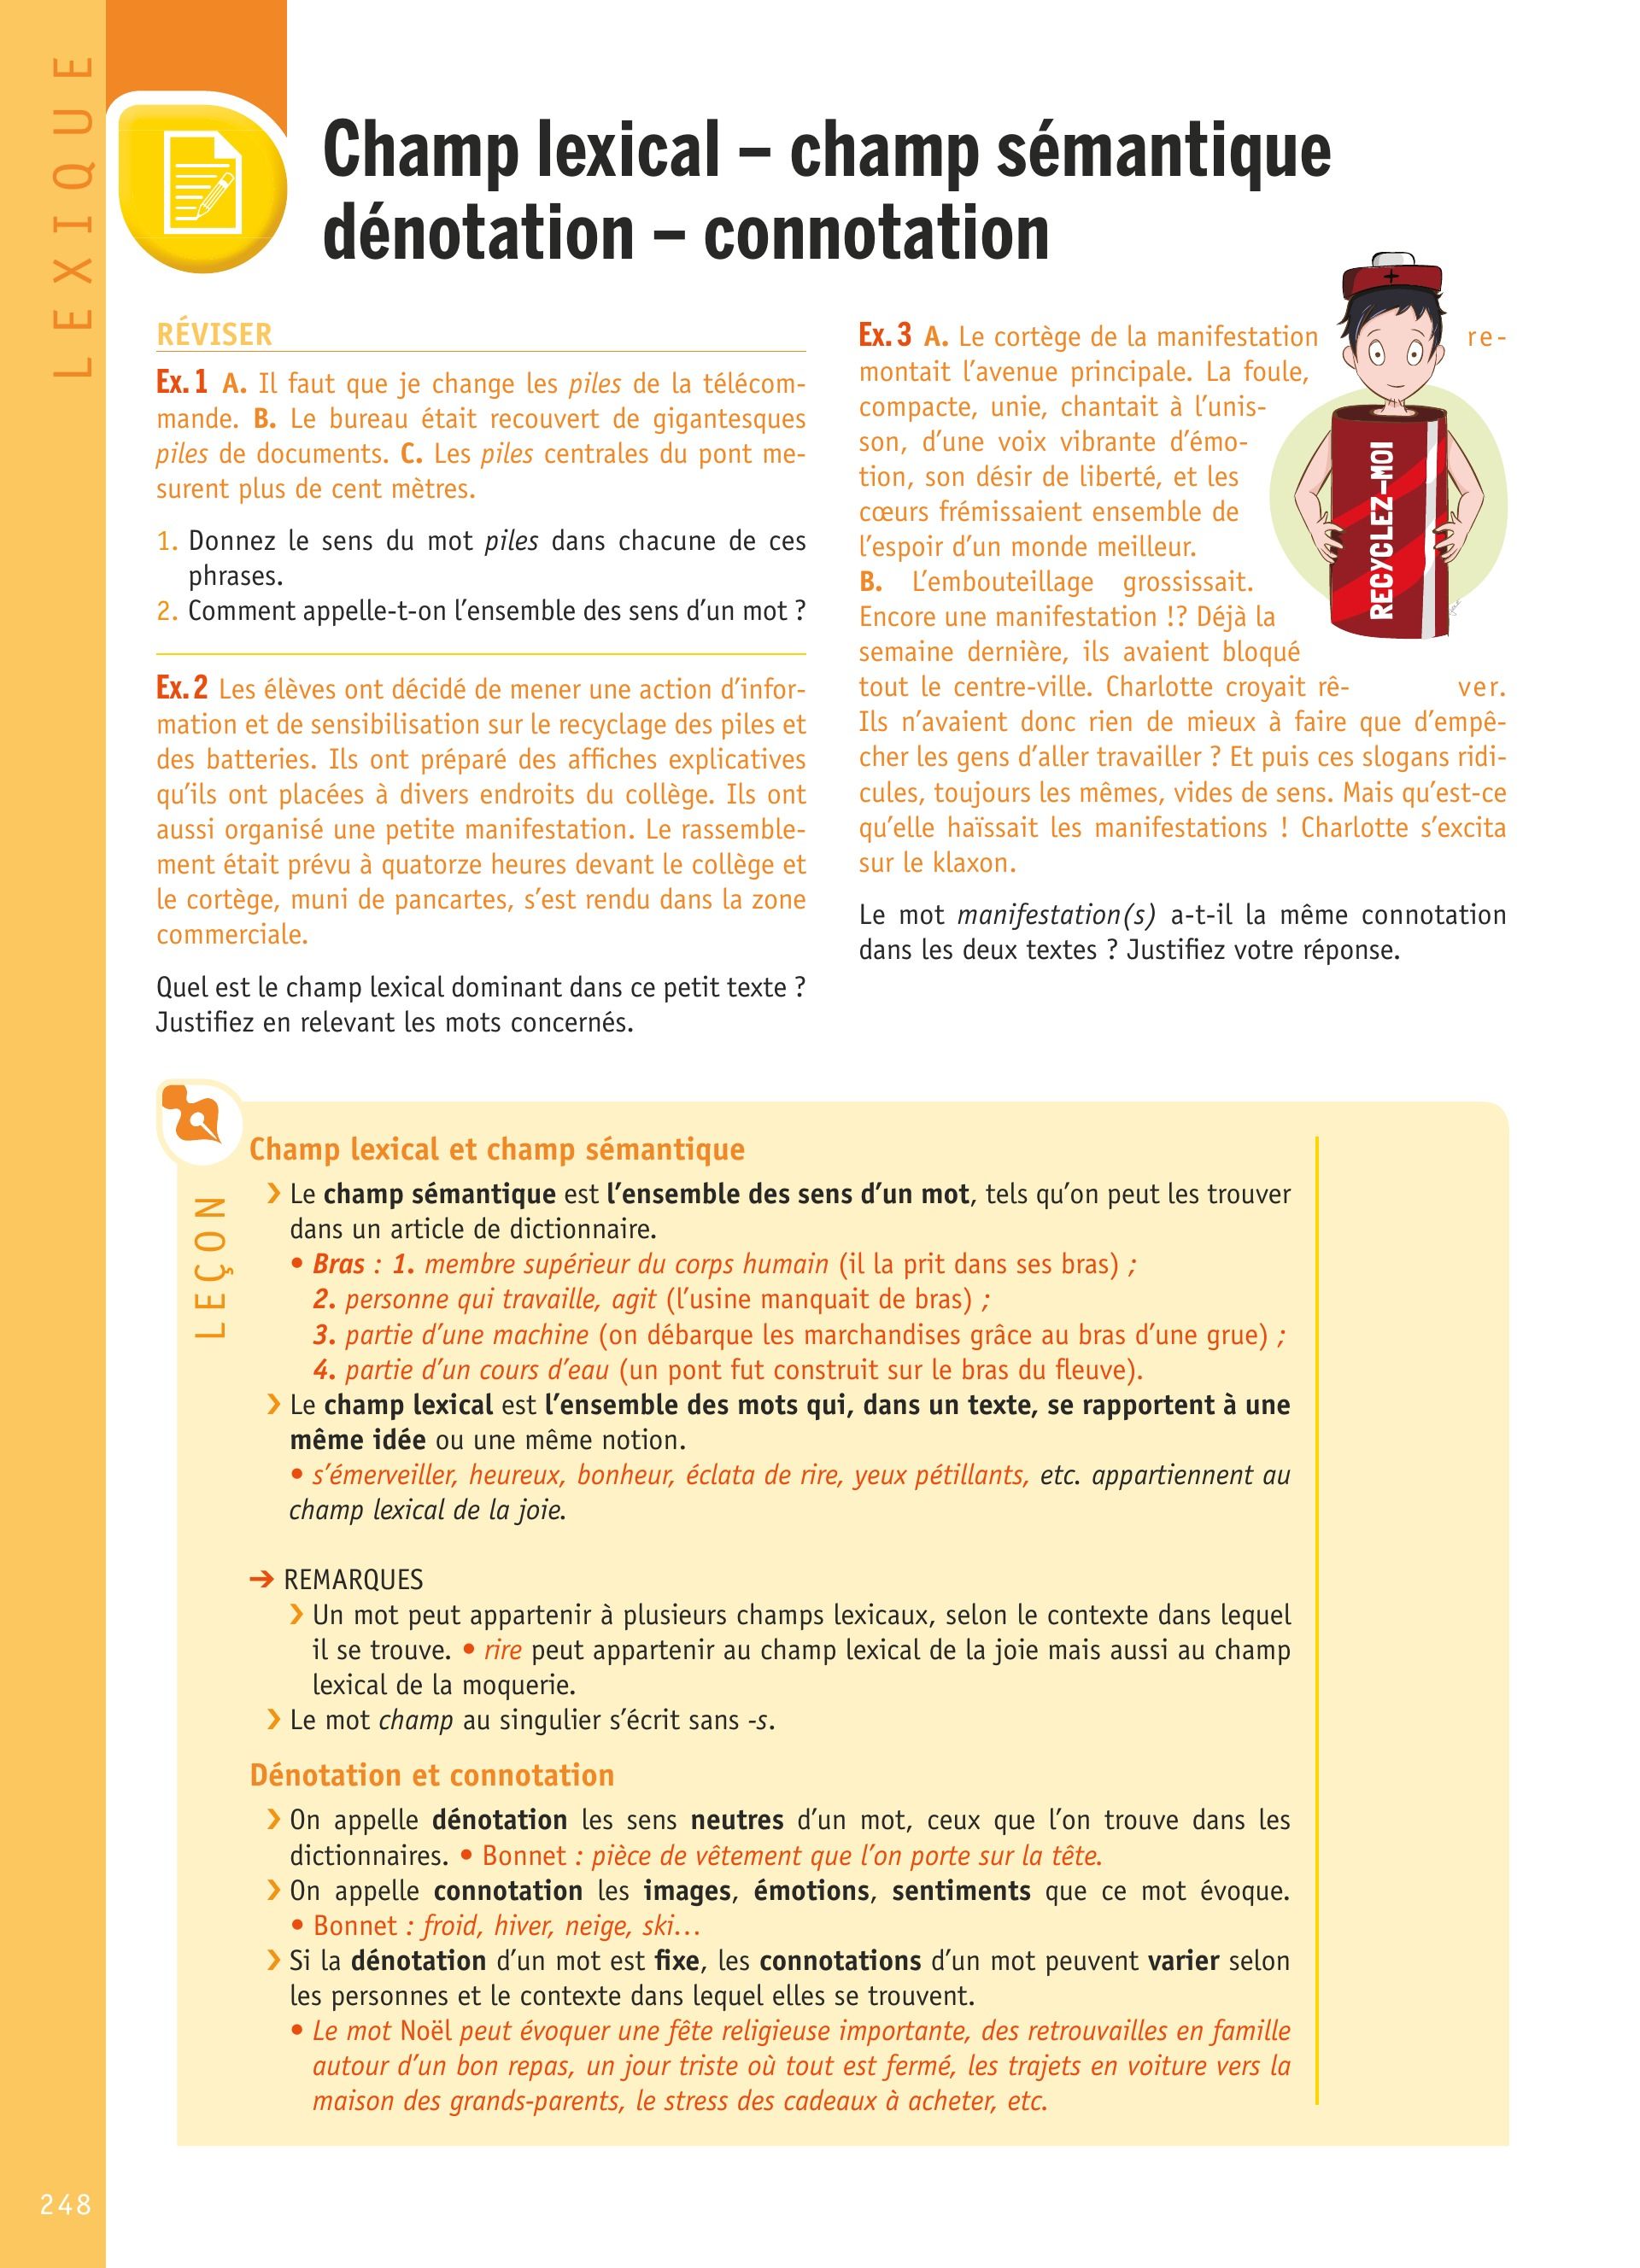 LEXIQUE
Champ lexical – champ sémantique
dénotation – connotation
RÉVISER
Ex. 1 A. Il faut que je change les piles de la télécom-
mande. B. Le bureau était recouvert de gigantesques
piles de documents. C. Les piles centrales du pont me-
surent plus de cent mètres.
1. Donnez le sens du mot piles dans chacune de ces
phrases.
2. Comment appelle-t-on l’ensemble des sens d’un mot ?
Ex. 2 Les élèves ont décidé de mener une action d’infor-
mation et de sensibilisation sur le recyclage des piles et
des batteries. Ils ont préparé des affiches explicatives
qu’ils ont placées à divers endroits du collège. Ils ont
aussi organisé une petite manifestation. Le rassemble-
ment était prévu à quatorze heures devant le collège et
le cortège, muni de pancartes, s’est rendu dans la zone
commerciale.
Quel est le champ lexical dominant dans ce petit texte ?
Justifiez en relevant les mots concernés.
Ex. 3 A. Le cortège de la manifestation re-
montait l’avenue principale. La foule,
compacte, unie, chantait à l’unis-
son, d’une voix vibrante d’émo-
tion, son désir de liberté, et les
cœurs frémissaient ensemble de
l’espoir d’un monde meilleur.
B. L’embouteillage grossissait.
Encore une manifestation !? Déjà la
semaine dernière, ils avaient bloqué
tout le centre-ville. Charlotte croyait rê- ver.
Ils n’avaient donc rien de mieux à faire que d’empê-
cher les gens d’aller travailler ? Et puis ces slogans ridi-
cules, toujours les mêmes, vides de sens. Mais qu’est-ce
qu’elle haïssait les manifestations ! Charlotte s’excita
sur le klaxon.
RECYCLEZ-MOI
Le mot manifestation(s) a-t-il la même connotation
dans les deux textes ? Justifiez votre réponse.
LEÇON
Champ lexical et champ sémantique
› Le champ sémantique est l’ensemble des sens d’un mot, tels qu’on peut les trouver
dans un article de dictionnaire.
• Bras : 1. membre supérieur du corps humain (il la prit dans ses bras) ;
2. personne qui travaille, agit (l’usine manquait de bras) ;
3. partie d’une machine (on débarque les marchandises grâce au bras d’une grue) ;
4. partie d’un cours d’eau (un pont fut construit sur le bras du fleuve).
› Le champ lexical est l’ensemble des mots qui, dans un texte, se rapportent à une
même idée ou une même notion.
• s’émerveiller, heureux, bonheur, éclata de rire, yeux pétillants, etc. appartiennent au
champ lexical de la joie.
➔ REMARQUES
› Un mot peut appartenir à plusieurs champs lexicaux, selon le contexte dans lequel
il se trouve. • rire peut appartenir au champ lexical de la joie mais aussi au champ
lexical de la moquerie.
› Le mot champ au singulier s’écrit sans -s.
Dénotation et connotation
› On appelle dénotation les sens neutres d’un mot, ceux que l’on trouve dans les
dictionnaires. • Bonnet : pièce de vêtement que l’on porte sur la tête.
› On appelle connotation les images, émotions, sentiments que ce mot évoque.
• Bonnet : froid, hiver, neige, ski…
› Si la dénotation d’un mot est fixe, les connotations d’un mot peuvent varier selon
les personnes et le contexte dans lequel elles se trouvent.
• Le mot Noël peut évoquer une fête religieuse importante, des retrouvailles en famille
autour d’un bon repas, un jour triste où tout est fermé, les trajets en voiture vers la
maison des grands-parents, le stress des cadeaux à acheter, etc.
248